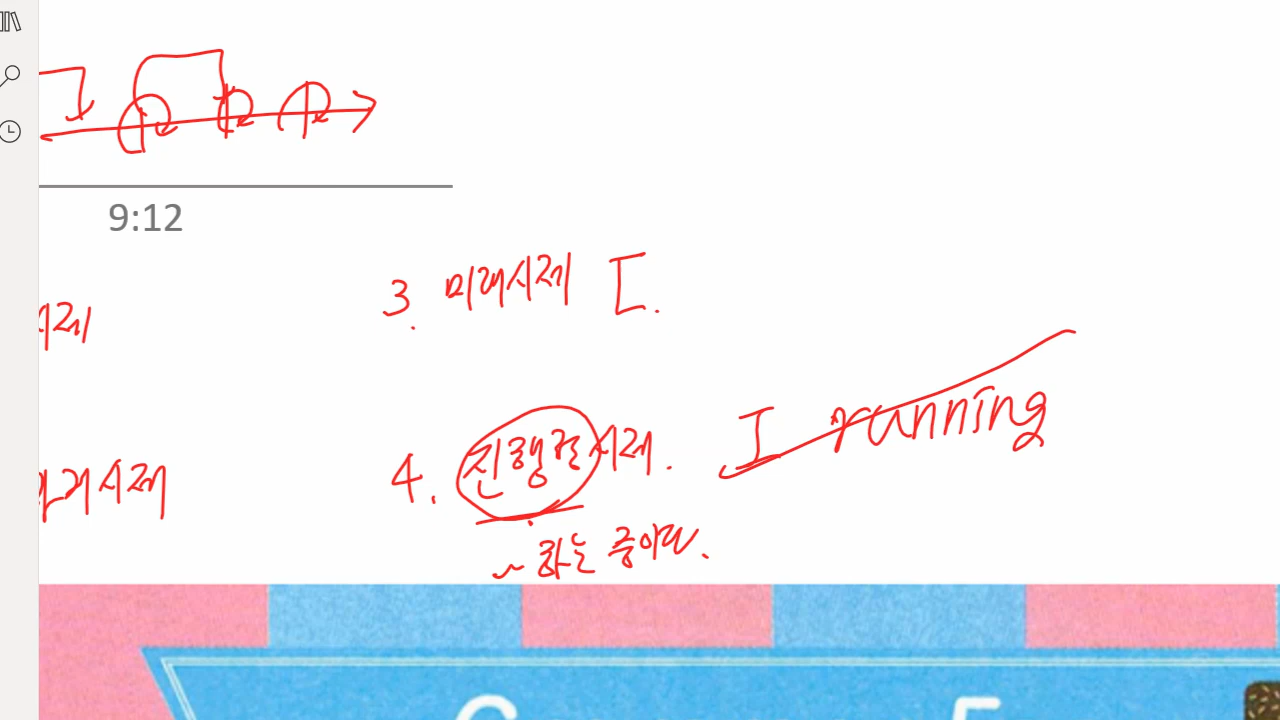 9:12
3. 미래시제 [.
시제
4. 진행형시제. I running
과거시제
~하는 중이다.